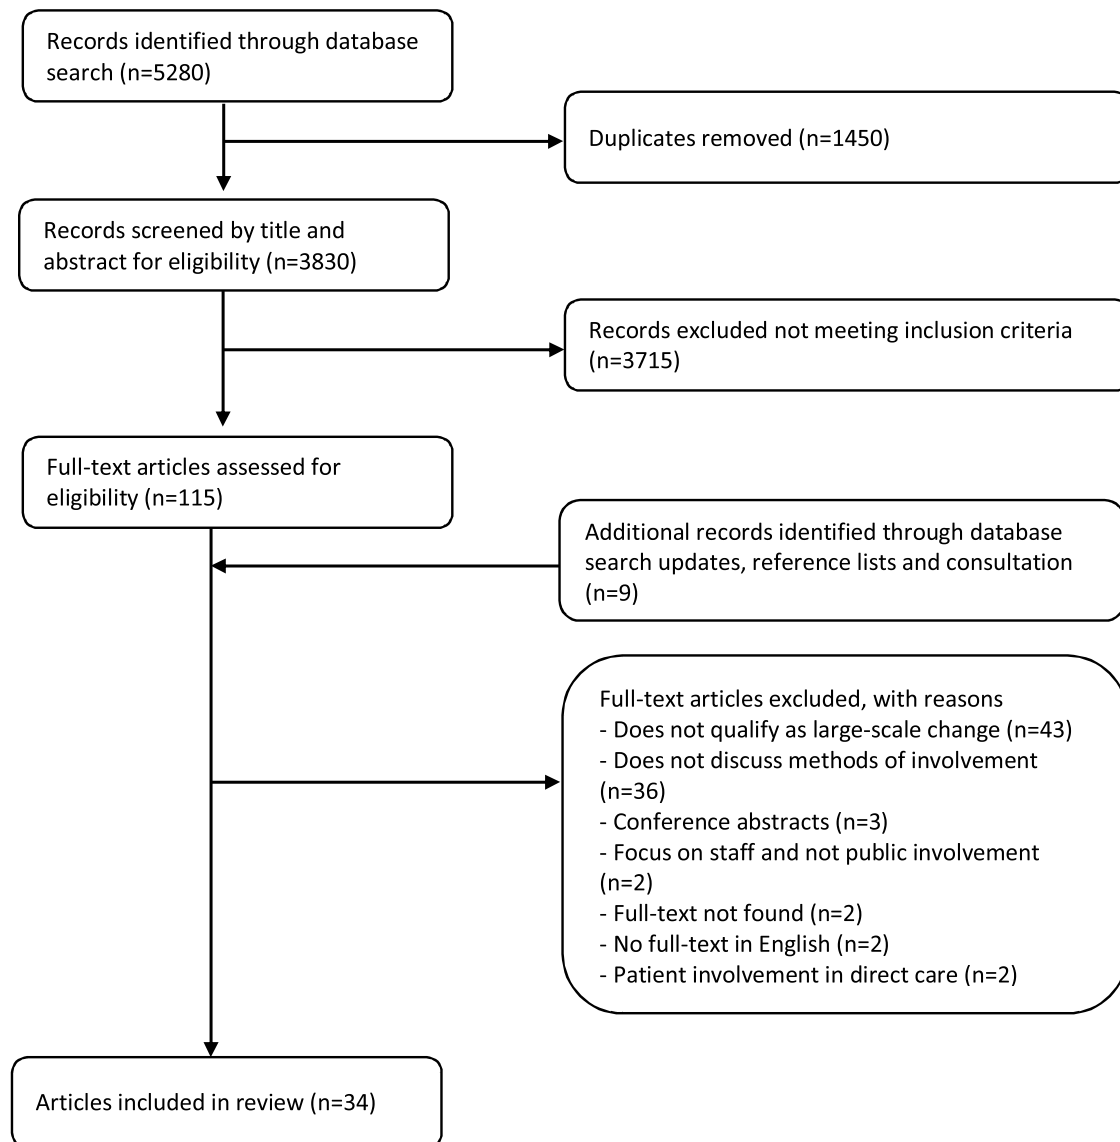 Records identified through database
search (n=5280)
Duplicates removed (n=1450)
Records screened by title and
abstract for eligibility (n=3830)
Records excluded not meeting inclusion criteria
(n=3715)
Full-text articles assessed for
eligibility (n=115)
Additional records identified through database
search updates, reference lists and consultation
(n=9)
Full-text articles excluded, with reasons
- Does not qualify as large-scale change (n=43)
- Does not discuss methods of involvement
(n=36)
- Conference abstracts (n=3)
- Focus on staff and not public involvement
(n=2)
- Full-text not found (n=2)
- No full-text in English (n=2)
- Patient involvement in direct care (n=2)
Articles included in review (n=34)